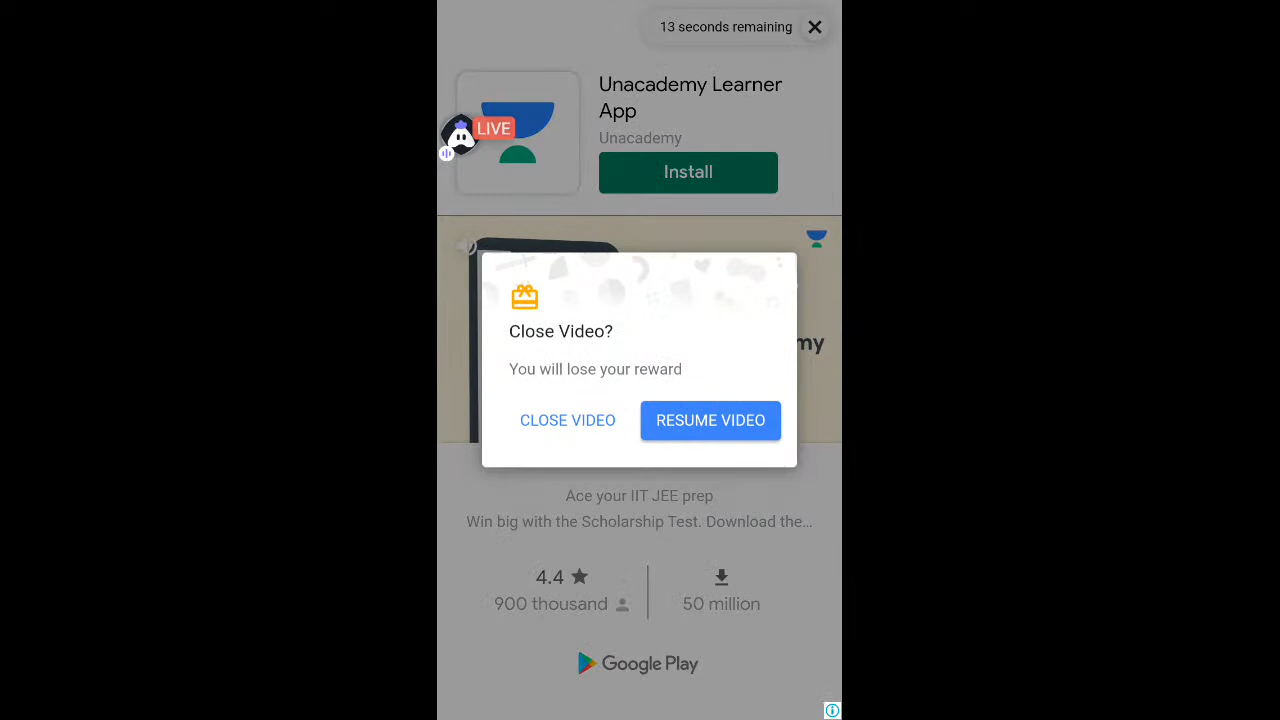 13 seconds remaining
Unacademy Learner
App
Unacademy
LIVE
Install
my
Close Video?
You will lose your reward
CLOSE VIDEO
RESUME VIDEO
Ace your IIT JEE prep
Win big with the Scholarship Test. Download the...
4.4
900 thousand
50 million
Google Play